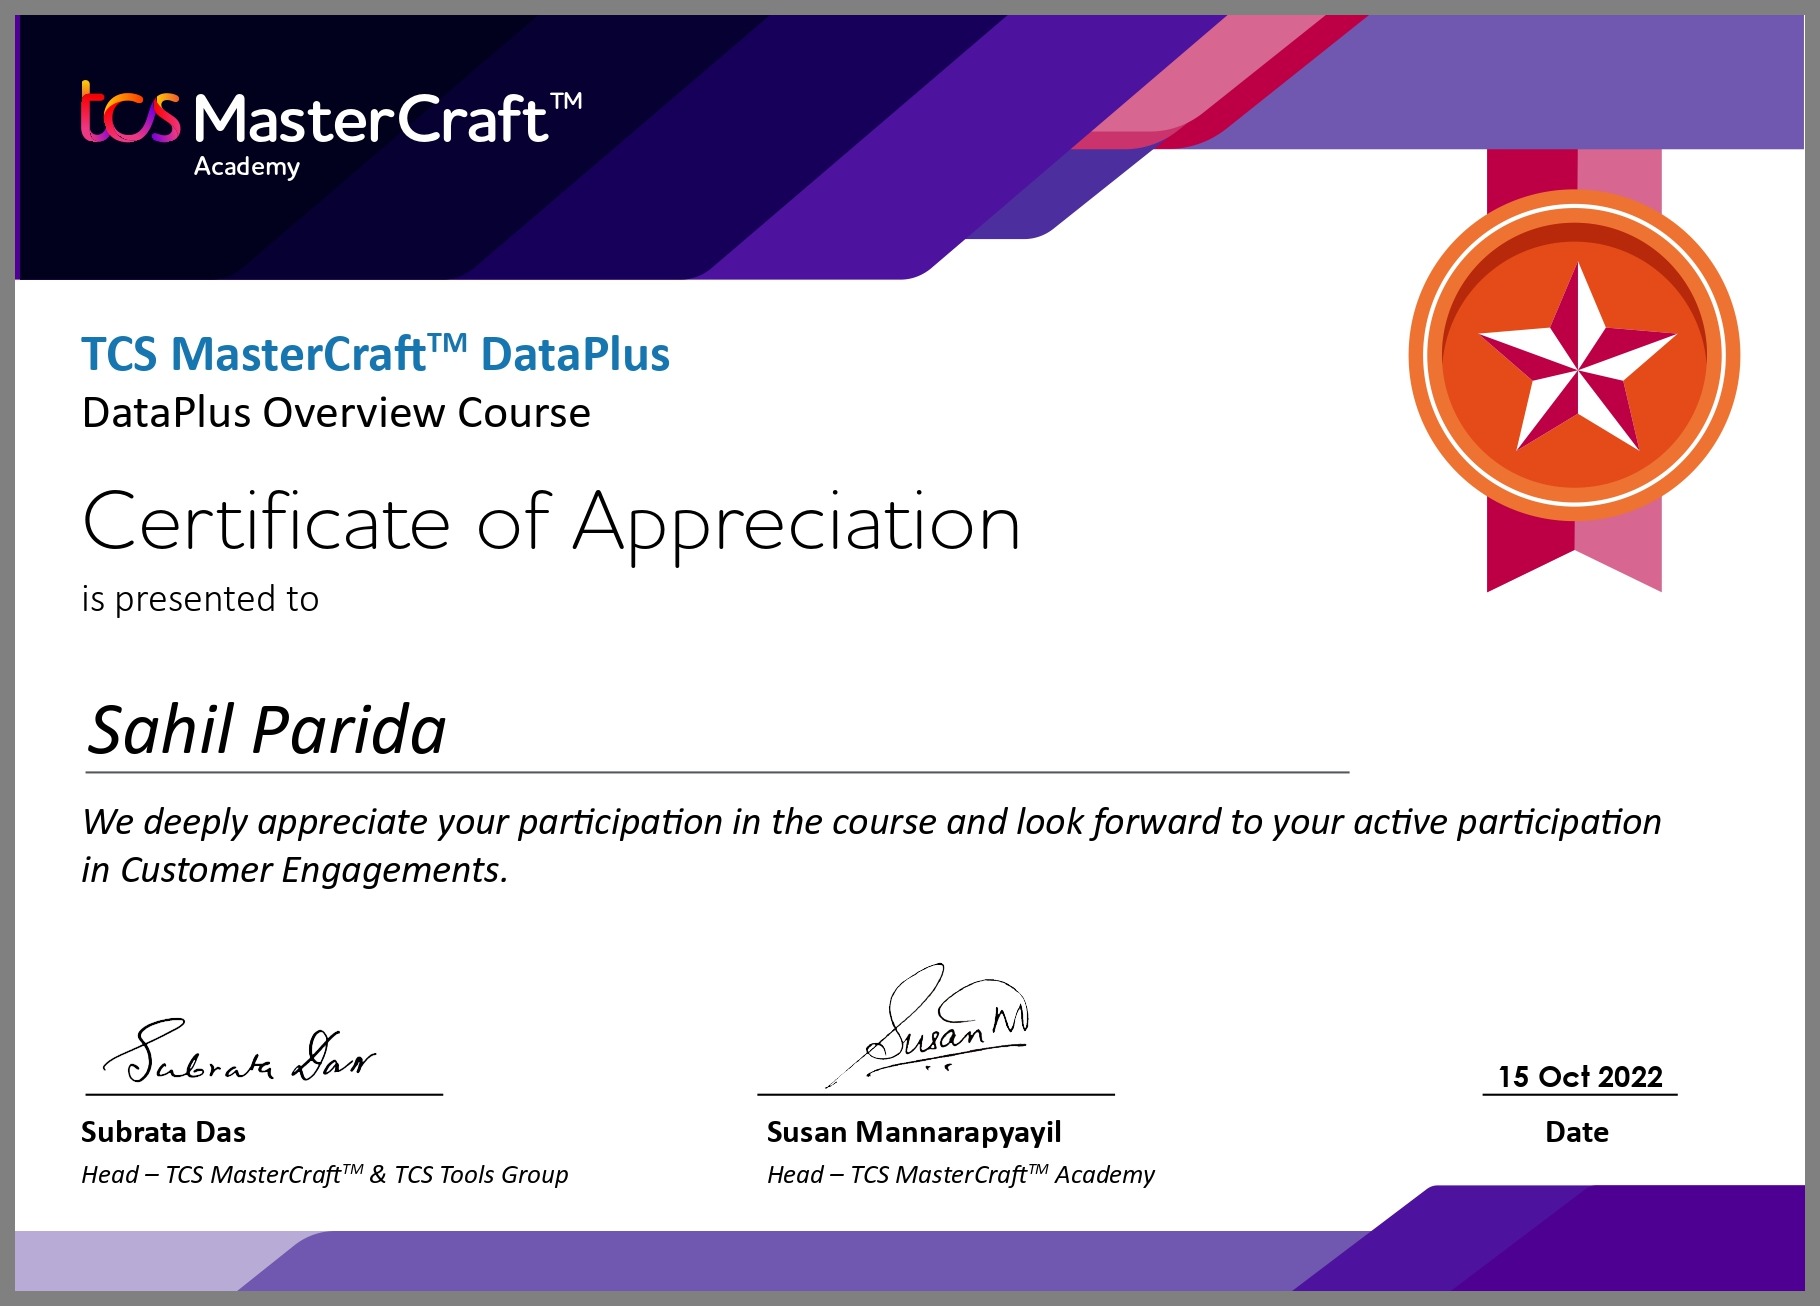 tcs MasterCraft™
Academy
TCS MasterCraft™ DataPlus
DataPlus Overview Course
Certificate of Appreciation
is presented to
Sahil Parida
We deeply appreciate your participation in the course and look forward to your active participation
in Customer Engagements.
Subrata Das
Susan M
15 Oct 2022
Subrata Das
Susan Mannarapyayil
Date
Head – TCS MasterCraft™ & TCS Tools Group
Head – TCS MasterCraft™ Academy